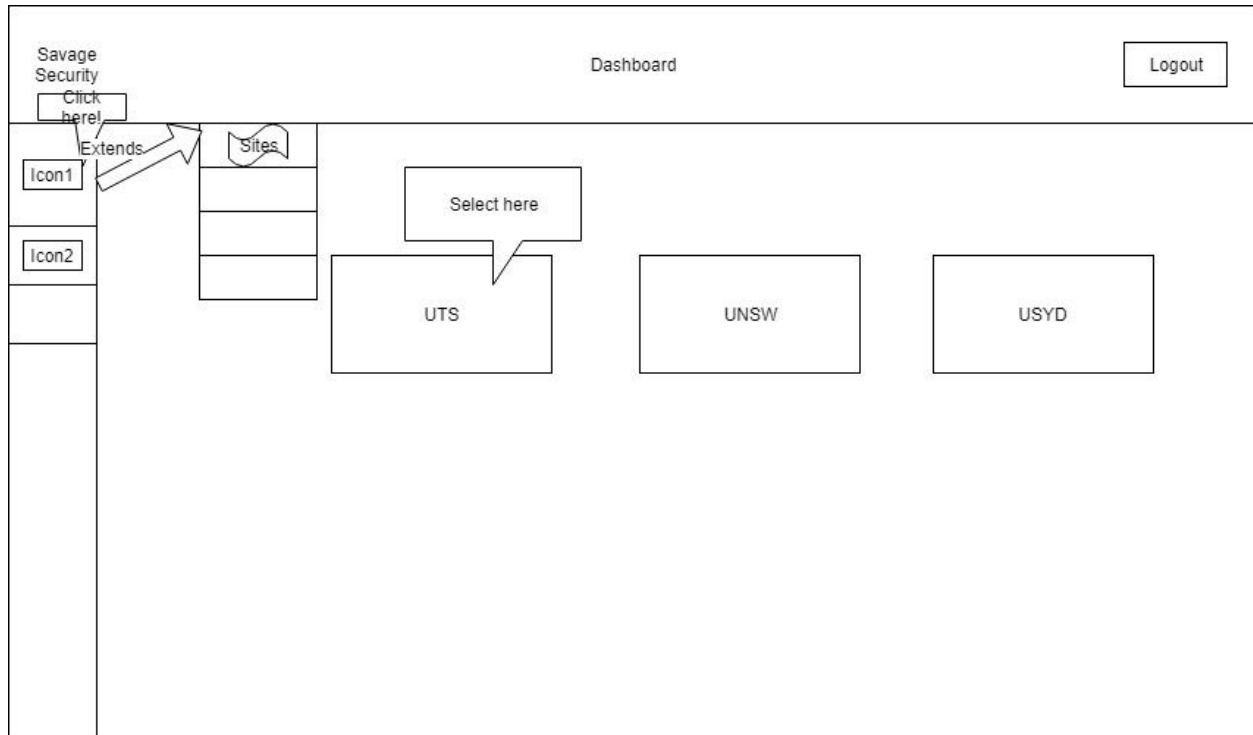 Savage
Security
Dashboard
Logout
Click
here!
Extends
Sites
Icon1
Select here
Icon2
UTS
UNSW
USYD